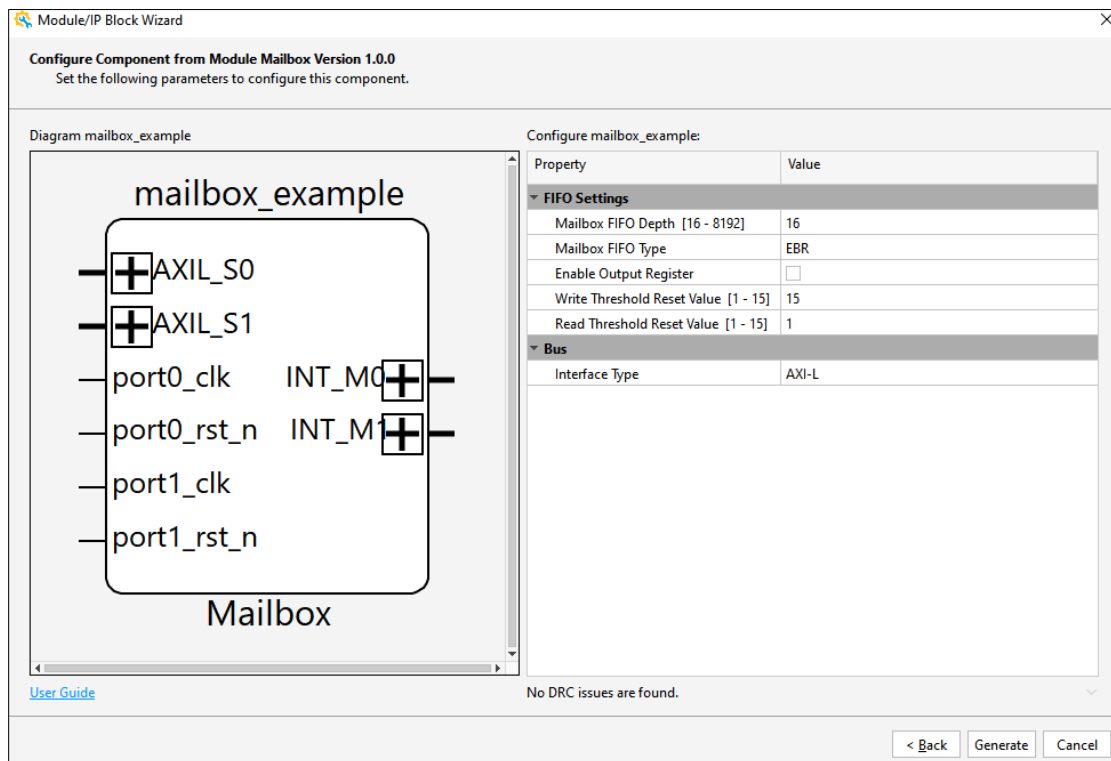 Module/IP Block Wizard
Configure Component from Module Mailbox Version 1.0.0
Set the following parameters to configure this component.
Diagram mailbox_example
mailbox_example
AXIL_S0
AXIL_S1
port0_clk INT_M0
port0_rst_n INT_M1
port1_clk
port1_rst_n
Mailbox
User Guide
Configure mailbox_example:
Property Value
FIFO Settings
Mailbox FIFO Depth [16 - 8192] 16
Mailbox FIFO Type EBR
Enable Output Register
Write Threshold Reset Value [1 - 15] 15
Read Threshold Reset Value [1 - 15] 1
Bus
Interface Type AXI-L
No DRC issues are found.
< Back Generate Cancel